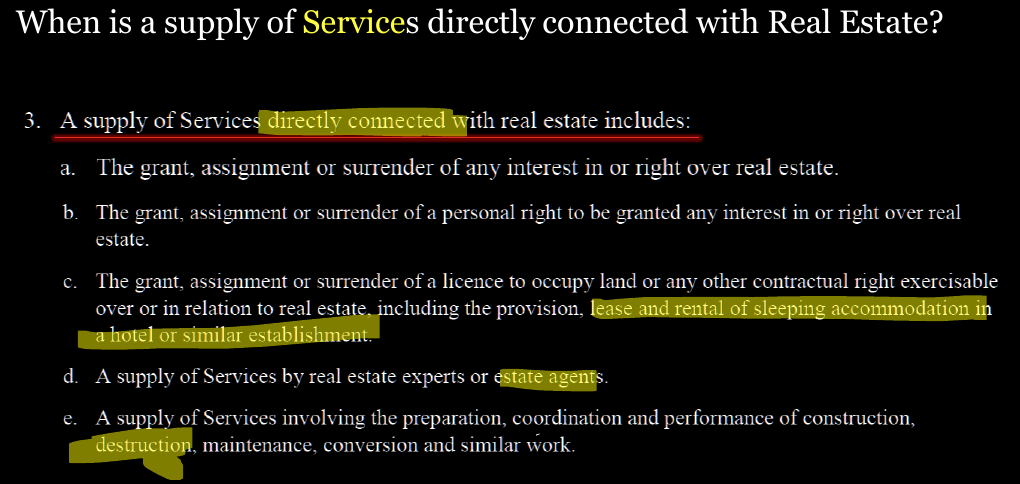 When is a supply of Services directly connected with Real Estate?
3. A supply of Services directly connected with real estate includes:
a. The grant, assignment or surrender of any interest in or right over real estate.
b. The grant, assignment or surrender of a personal right to be granted any interest in or right over real
estate.
c. The grant, assignment or surrender of a licence to occupy land or any other contractual right exercisable
over or in relation to real estate, including the provision, lease and rental of sleeping accommodation in
a hotel or similar establishment.
d. A supply of Services by real estate experts or estate agents.
e. A supply of Services involving the preparation, coordination and performance of construction,
destruction, maintenance, conversion and similar work.